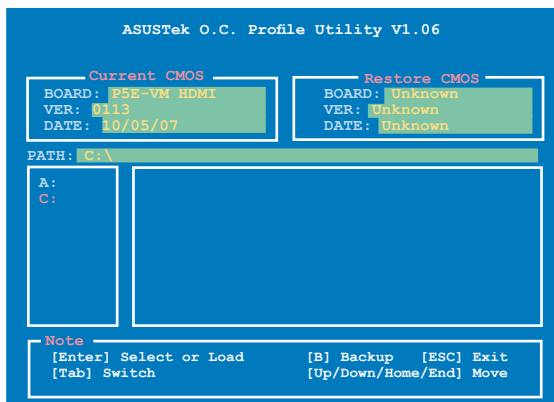 ASUSTek O.C. Profile Utility V1.06
Current CMOS
BOARD: P5E-VM HDMI
VER: 0113
DATE: 10/05/07
Restore CMOS
BOARD: Unknown
VER: Unknown
DATE: Unknown
PATH: C:\
A:
C:
Note
[Enter] Select or Load [B] Backup [ESC] Exit
[Tab] Switch [Up/Down/Home/End] Move